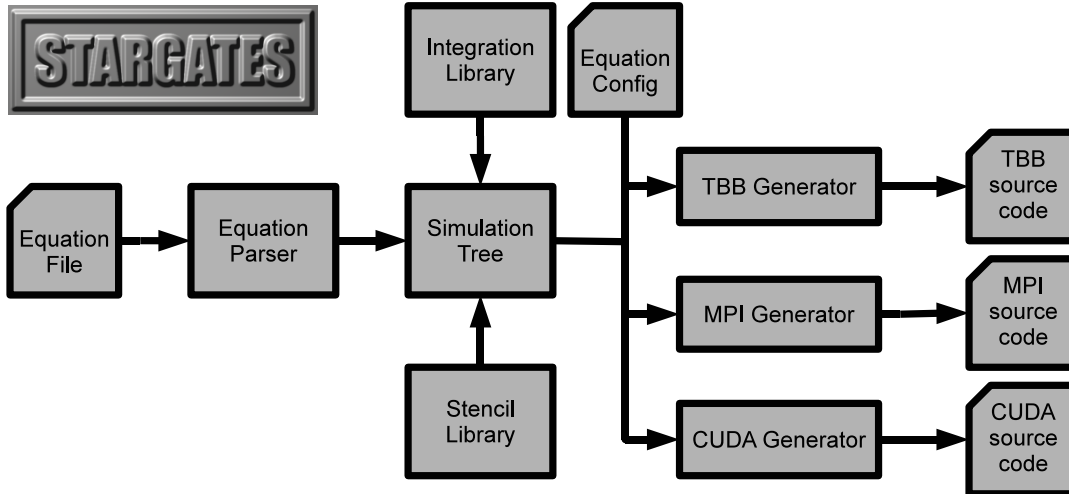 STARGATES
Integration
Library
Equation
Config
TBB Generator
TBB
source
code
Equation
File
Equation
Parser
Simulation
Tree
MPI Generator
MPI
source
code
Stencil
Library
CUDA Generator
CUDA
source
code